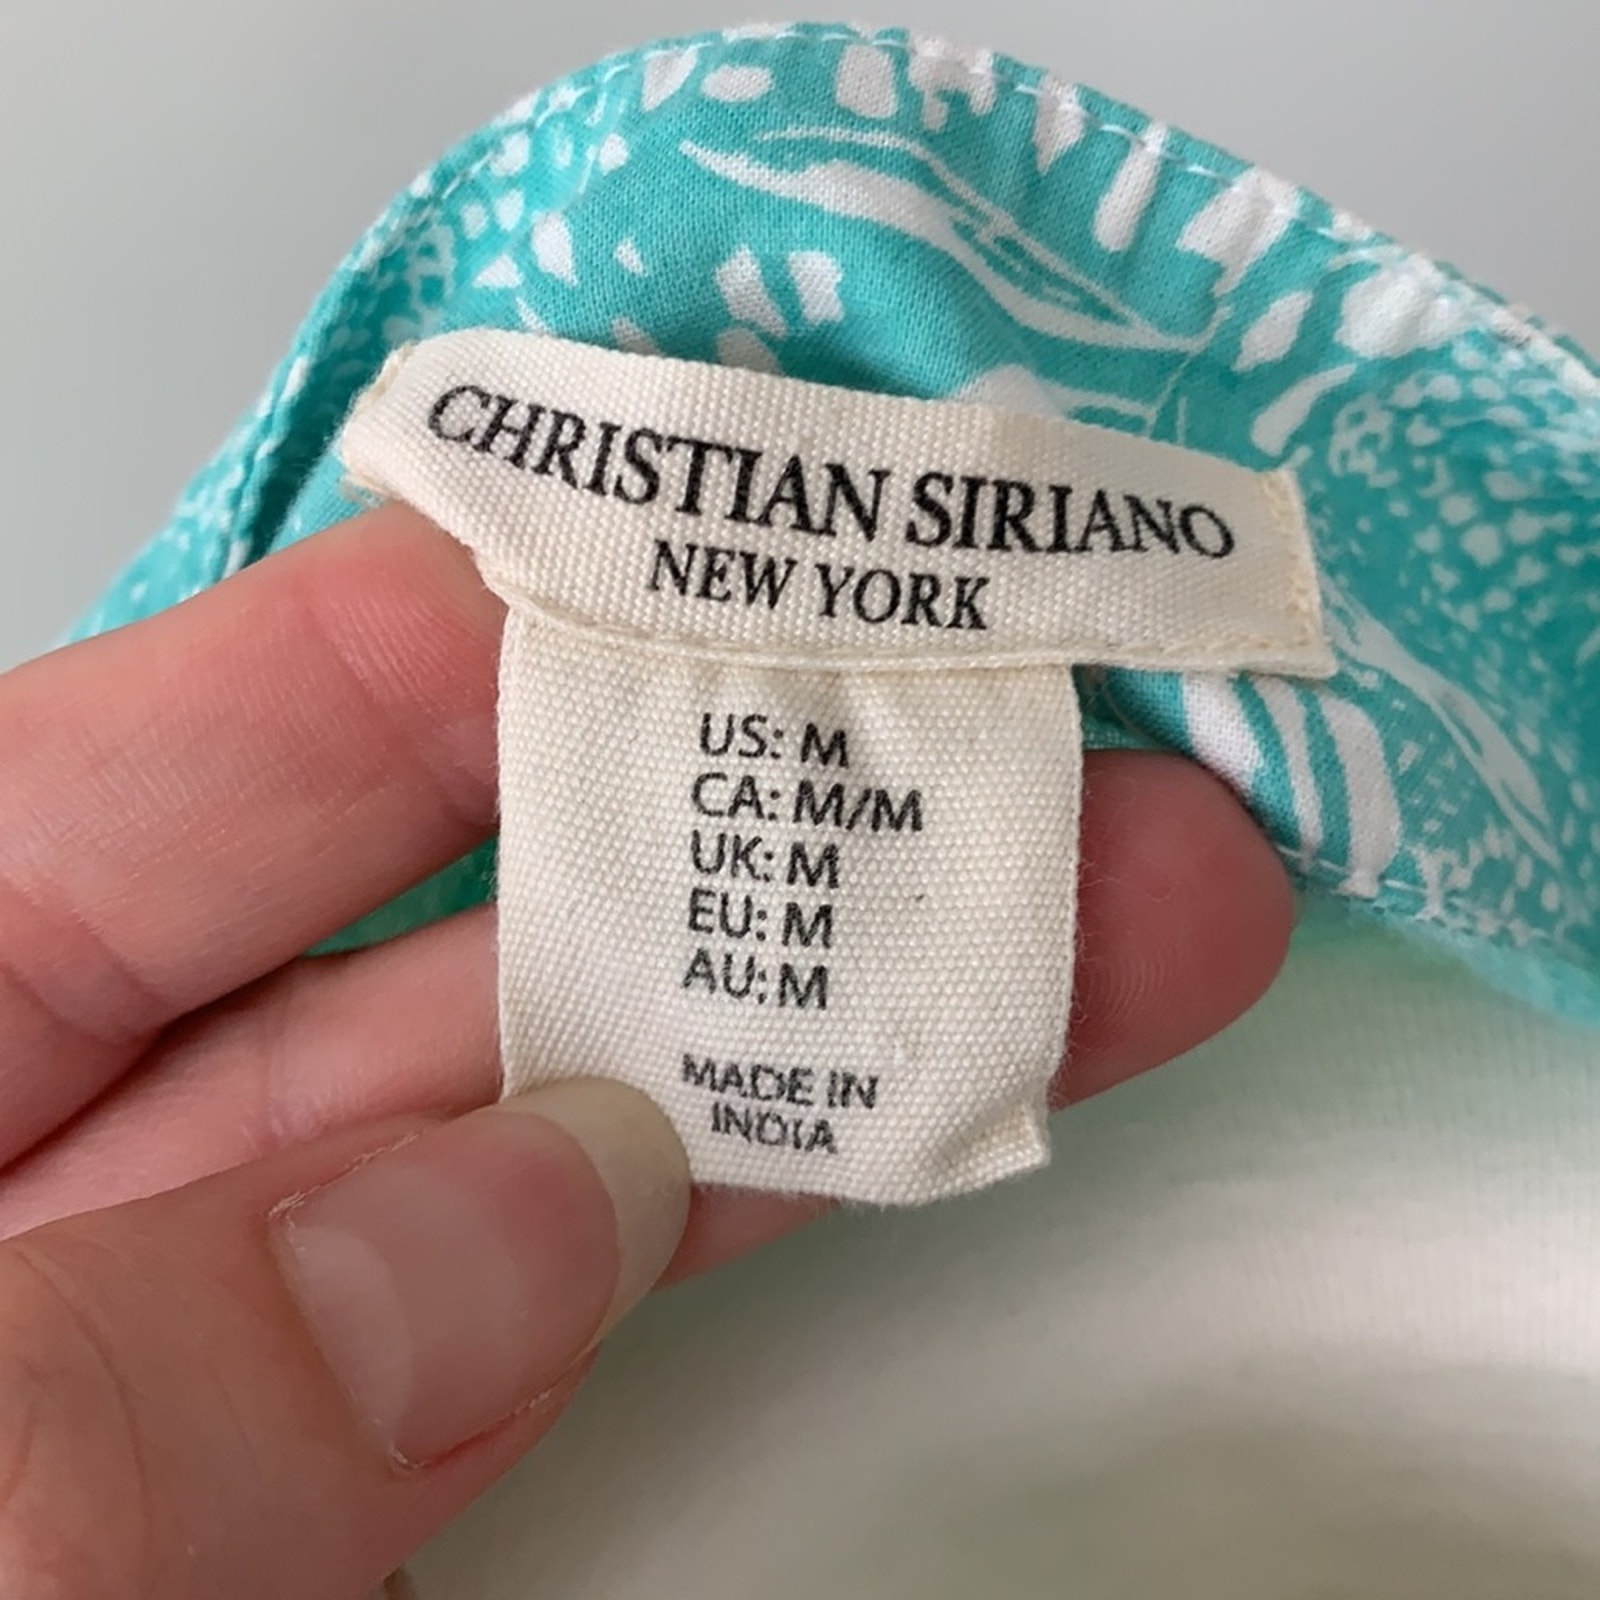 CHRISTIAN SIRIANO
NEW YORK
US: M
CA: M/M
UK: M
EU: M
AU: M
MADE IN
INDIA